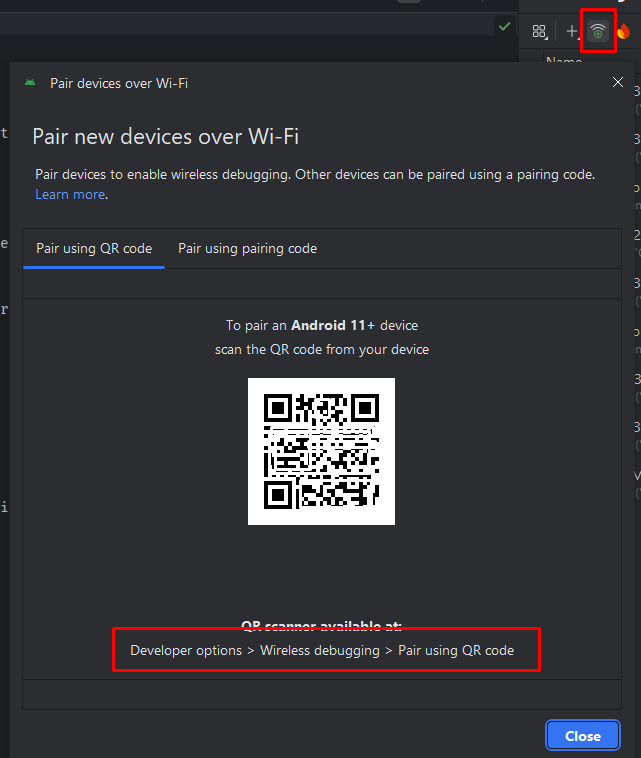 Name
Pair devices over Wi-Fi
Pair new devices over Wi-Fi
Pair devices to enable wireless debugging. Other devices can be paired using a pairing code.
Learn more.
Pair using QR code
Pair using pairing code
To pair an Android 11+ device
scan the QR code from your device
QR scanner available at:
Developer options > Wireless debugging > Pair using QR code
Close